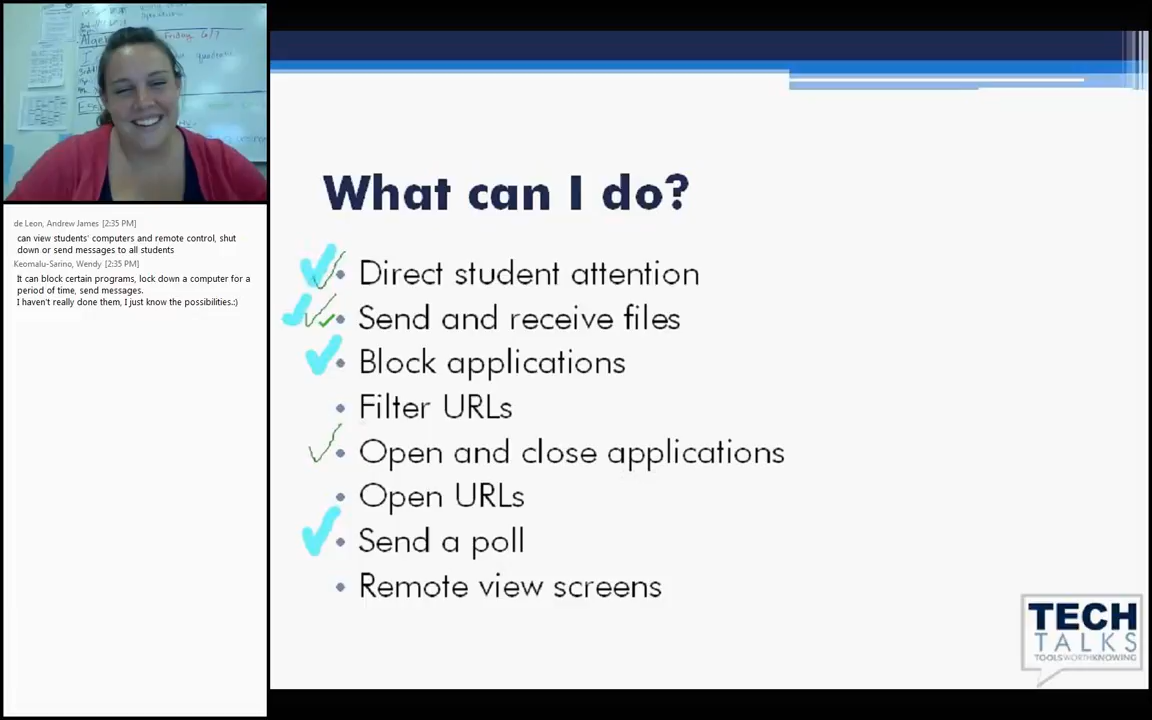 Friday 6/7
de Leon, Andrew James [2:35 PM]
can view students' computers and remote control, shut
down or send messages to all students
Keomalu-Sarino, Wendy [2:35 PM]
It can block certain programs, lock down a computer for a
period of time, send messages.
I haven't really done them, I just know the possibilities.:)
What can I do?
• Direct student attention
• Send and receive files
• Block applications
• Filter URLs
• Open and close applications
• Open URLs
• Send a poll
• Remote view screens
TECH
TALKS
TOOLSWORTHKNOWING